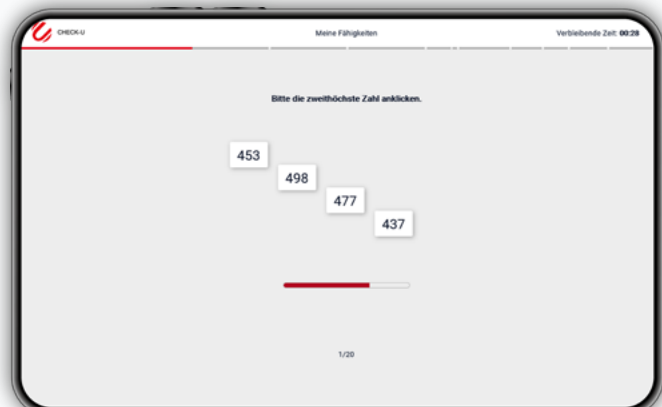 CHECK-U
Meine Fähigkeiten
Verbleibende Zeit: 00:28
Bitte die zweithöchste Zahl anklicken.
453
498
477
437
1/20